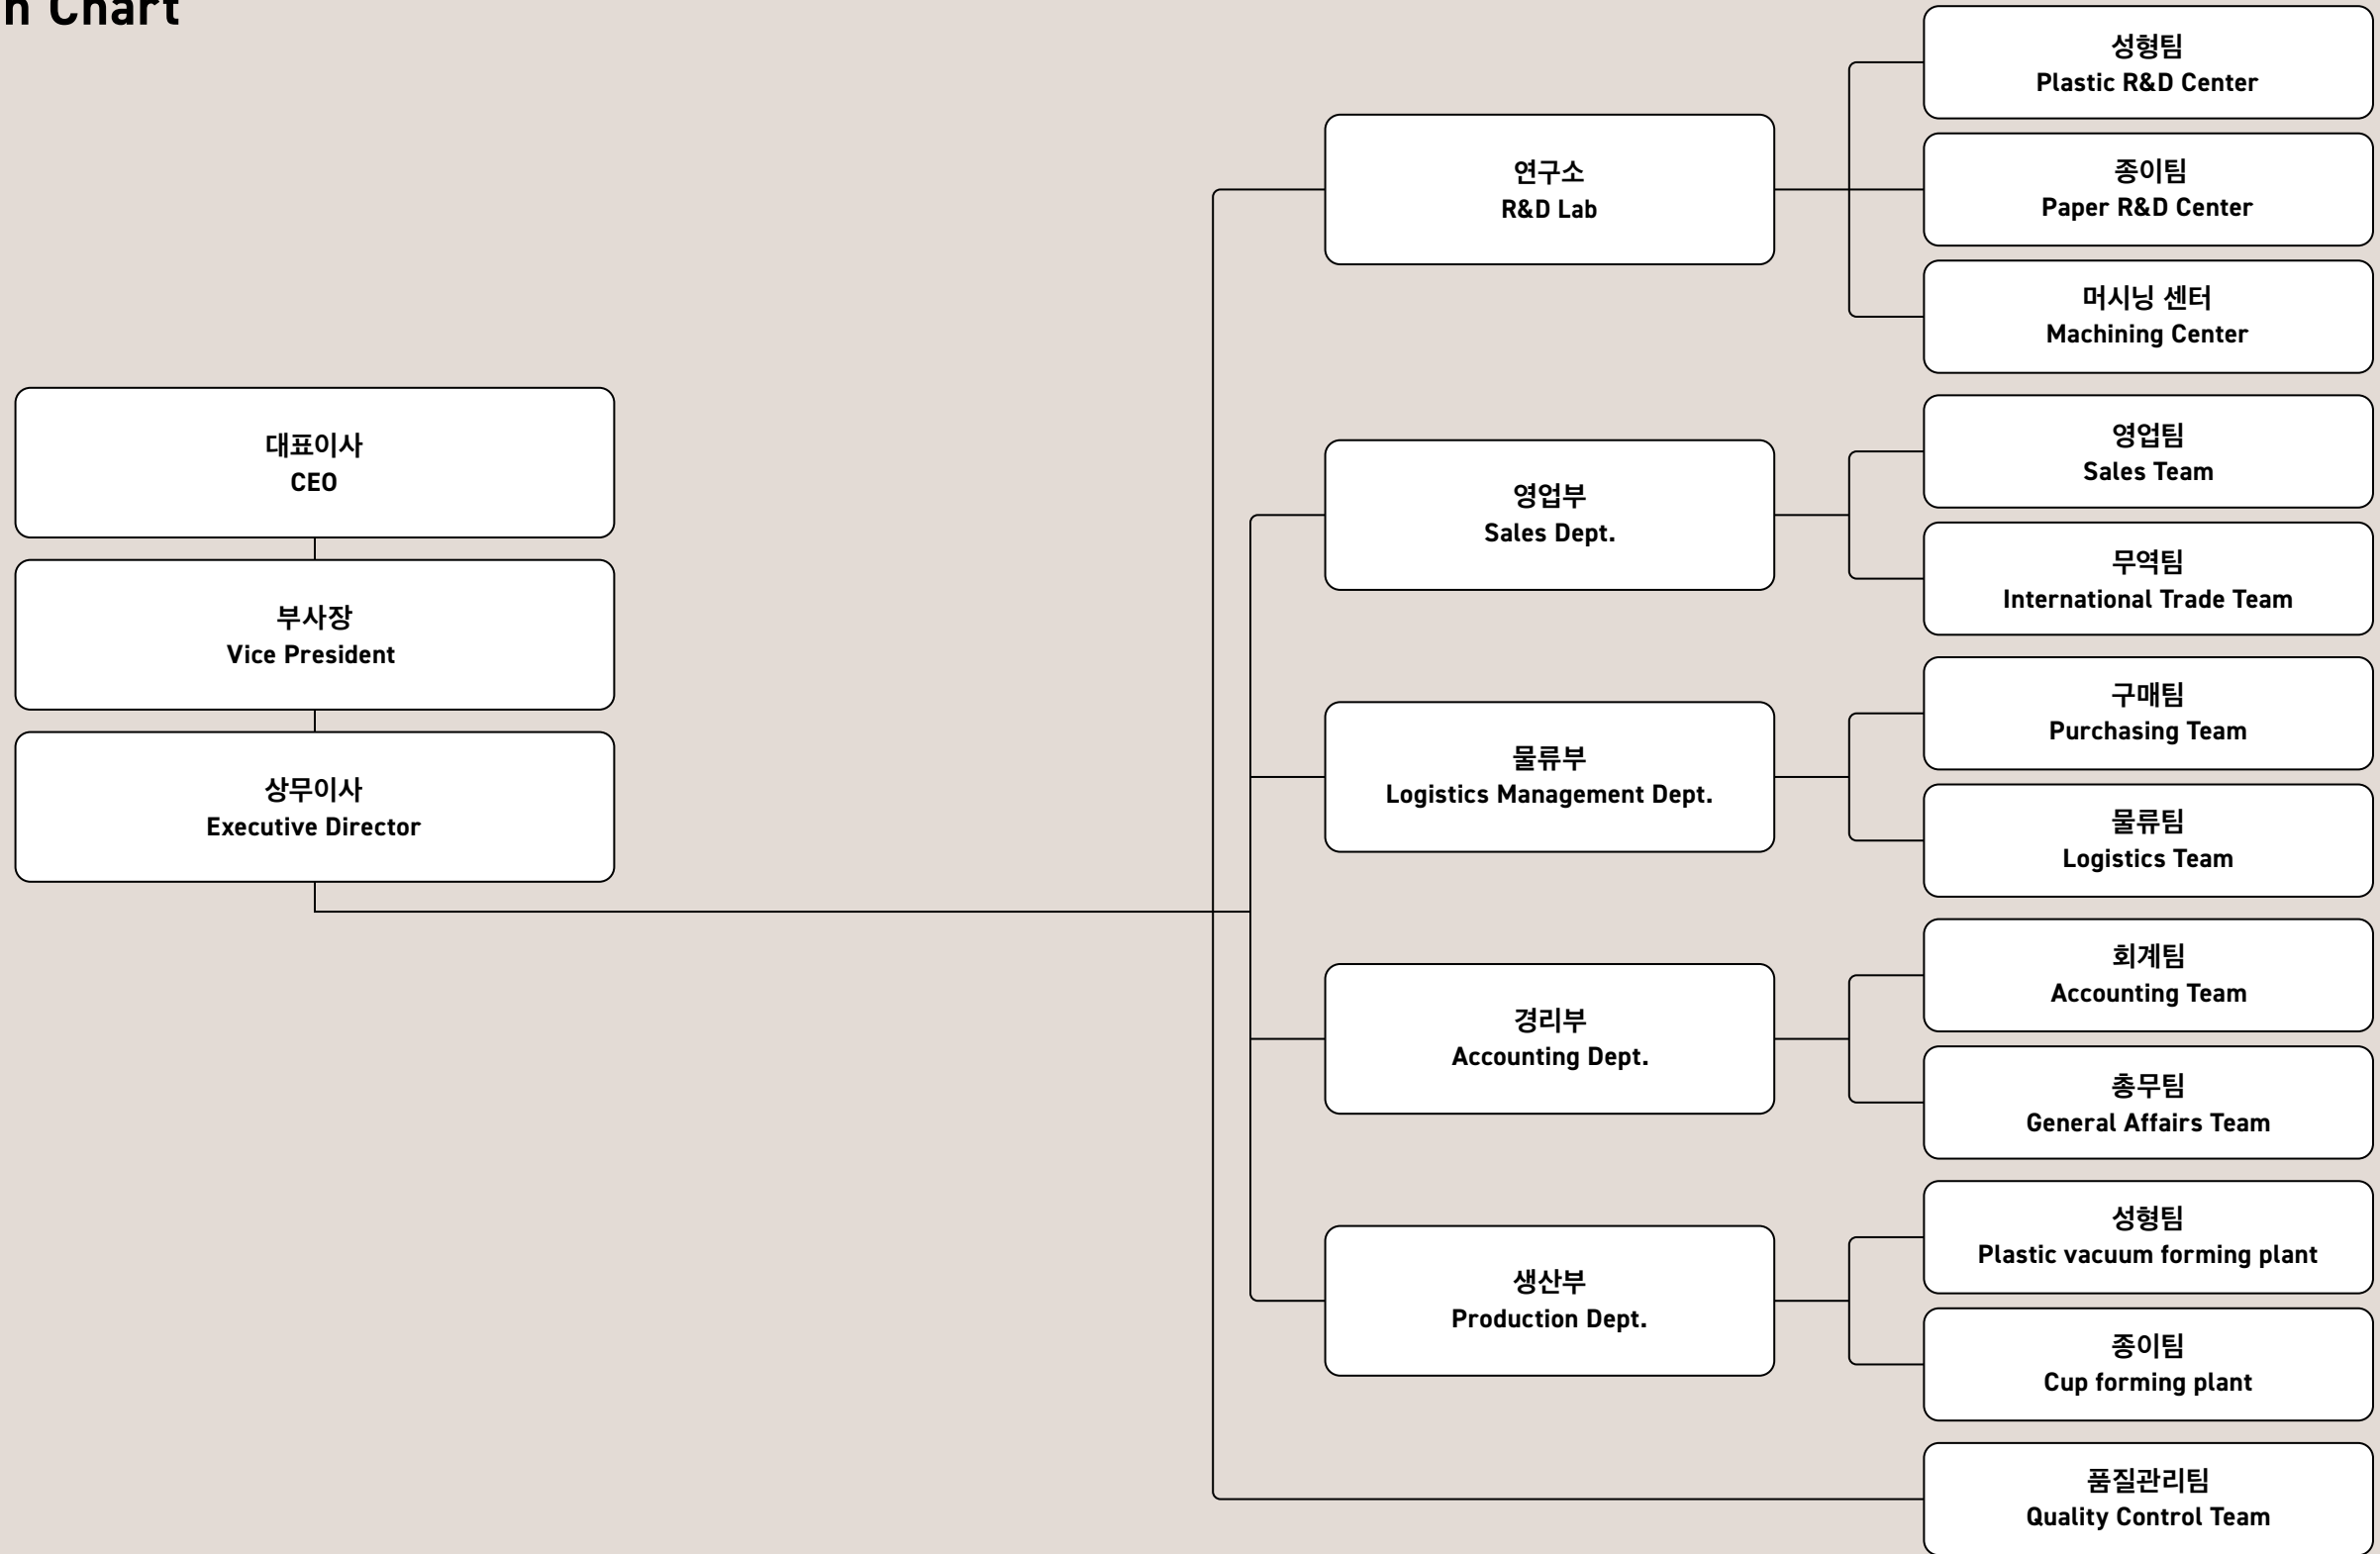 n Chart
대표이사
CEO
부사장
Vice President
상무이사
Executive Director
연구소
R&D Lab
성형팀
Plastic R&D Center
종이팀
Paper R&D Center
머시닝 센터
Machining Center
영업부
Sales Dept.
영업팀
Sales Team
무역팀
International Trade Team
물류부
Logistics Management Dept.
구매팀
Purchasing Team
물류팀
Logistics Team
경리부
Accounting Dept.
회계팀
Accounting Team
총무팀
General Affairs Team
생산부
Production Dept.
성형팀
Plastic vacuum forming plant
종이팀
Cup forming plant
품질관리팀
Quality Control Team